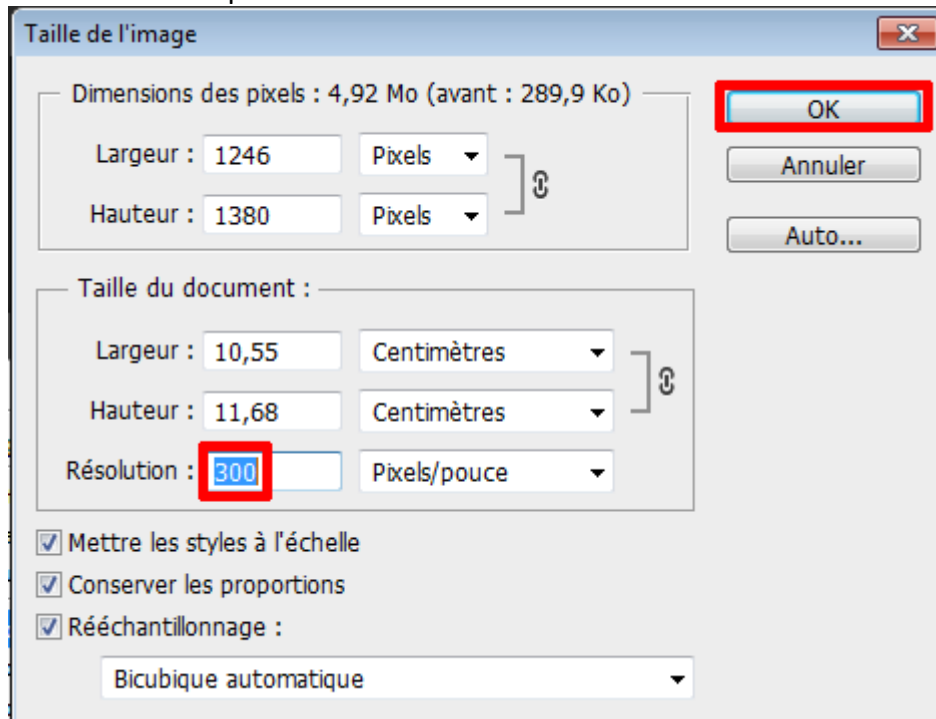 Taille de l'image
Dimensions des pixels : 4,92 Mo (avant : 289,9 Ko)
OK
Largeur : 1246 Pixels
Annuler
Hauteur : 1380 Pixels
Auto...
Taille du document :
Largeur : 10,55 Centimètres
Hauteur : 11,68 Centimètres
Résolution : 300 Pixels/pouce
Mettre les styles à l'échelle
Conserver les proportions
Rééchantillonnage :
Bicubique automatique